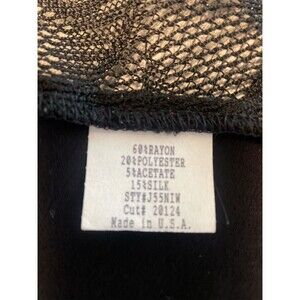 60%RAYON
20%POLYESTER
5%ACETATE
15%SILK
STY#J55NIW
Cut# 20124
Made in U.S.A.